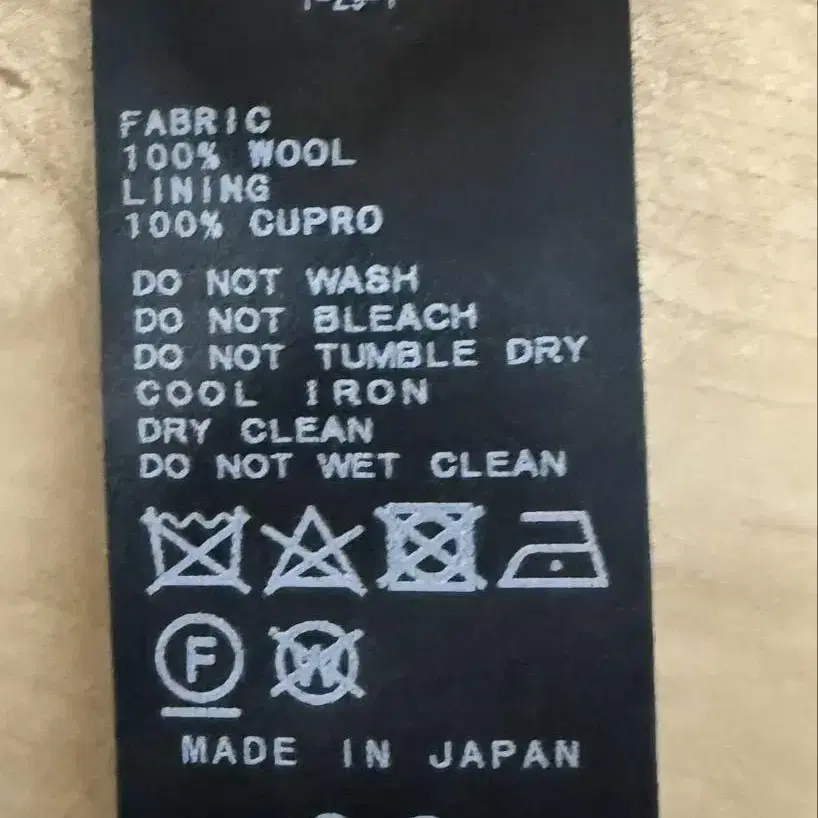 FABRIC
100% WOOL
LINING
100% CUPRO
DO NOT WASH
DO NOT BLEACH
DO NOT TUMBLE DRY
COOL IRON
DRY CLEAN
DO NOT WET CLEAN
F W
MADE IN JAPAN